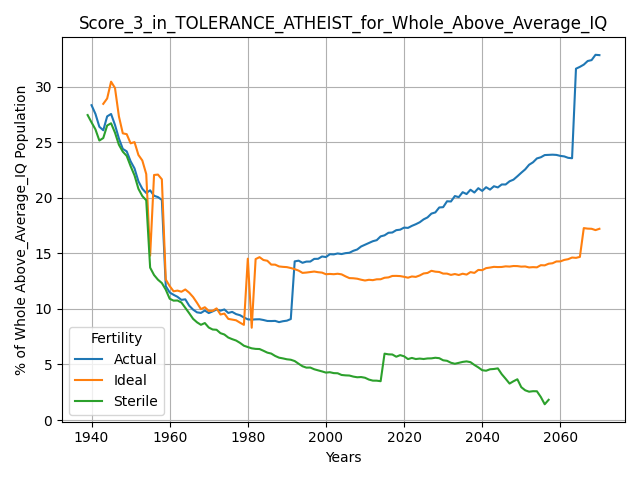 Score_3_in_TOLERANCE_ATHEIST_for_Whole_Above_Average_IQ
% of Whole Above_Average_IQ Population
30
25
20
15
10
5
0
Fertility
Actual
Ideal
Sterile
1940 1960 1980 2000 2020 2040 2060
Years